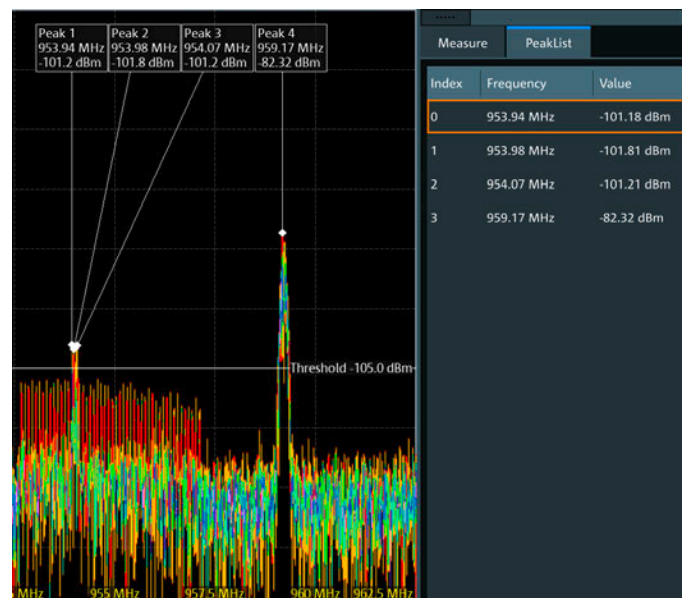 Peak 1
953.94 MHz
-101.2 dBm
Peak 2
953.98 MHz
-101.8 dBm
Peak 3
954.07 MHz
-101.2 dBm
Peak 4
959.17 MHz
-82.32 dBm
Threshold -105.0 dBm
MHz
955 MHz
957.5 MHz
960 MHz
962.5 MHz
Measure PeakList
Index Frequency Value
0 953.94 MHz -101.18 dBm
1 953.98 MHz -101.81 dBm
2 954.07 MHz -101.21 dBm
3 959.17 MHz -82.32 dBm